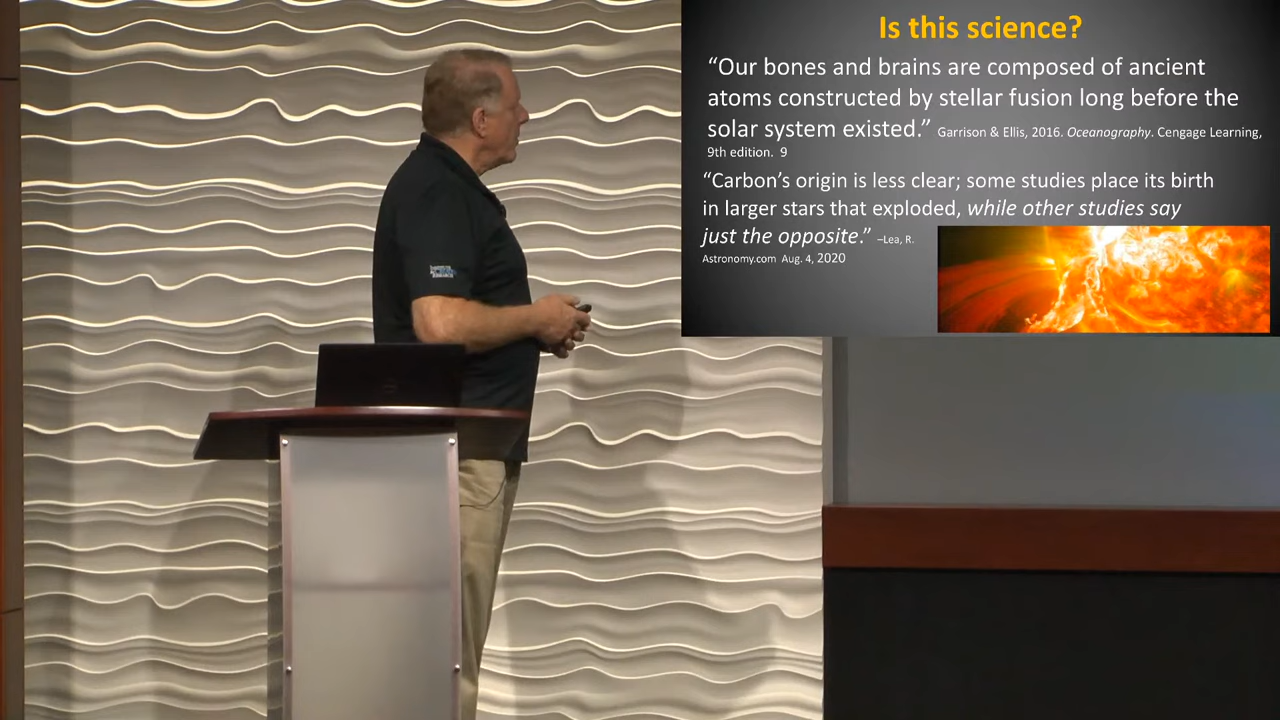 Is this science?
“Our bones and brains are composed of ancient
atoms constructed by stellar fusion long before the
solar system existed.” Garrison & Ellis, 2016. Oceanography. Cengage Learning,
9th edition. 9
“Carbon’s origin is less clear; some studies place its birth
in larger stars that exploded, while other studies say
just the opposite.” –Lea, R.
Astronomy.com Aug. 4, 2020